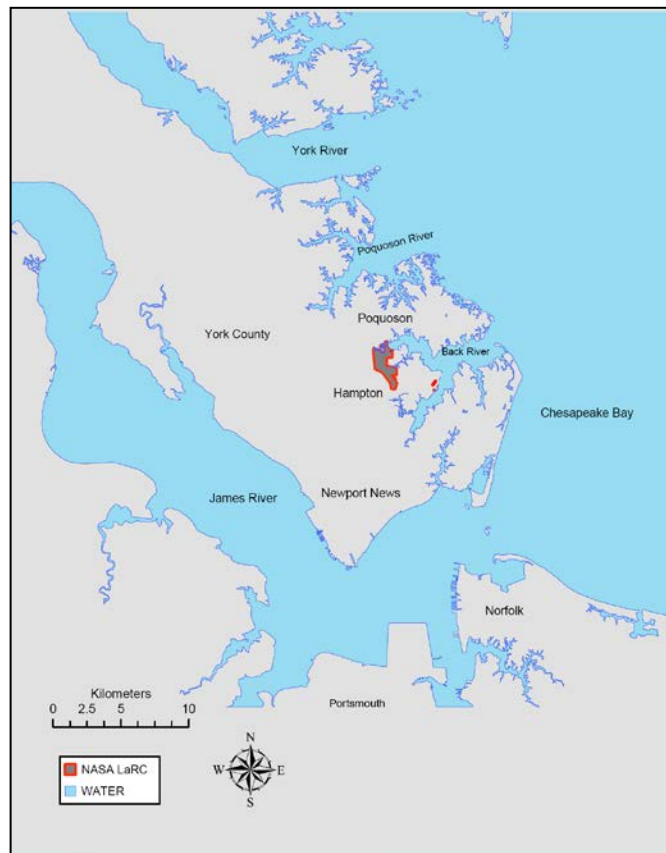 York River
Poquoson River
Poquoson
York County
Back River
Hampton
Chesapeake Bay
Newport News
James River
Norfolk
Kilometers
Portsmouth
0 2.5 5 10
N
W E
S
NASA LaRC
WATER